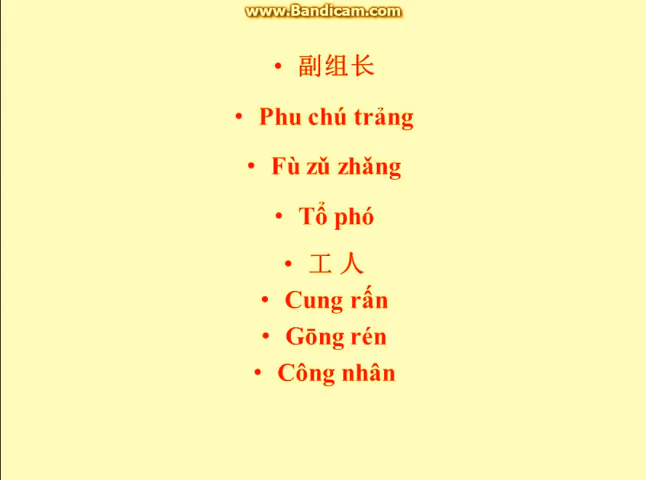 www.Bandicam.com
• 副组长
• Phu chú trảng
• Fù zǔ zhǎng
• Tổ phó
• 工 人
• Cung rấn
• Gōng rén
• Công nhân